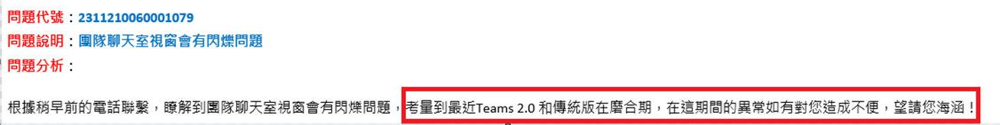 問題代號：2311210060001079
問題說明：團隊聊天室視窗會有閃爍問題
問題分析：
根據稍早前的電話聯繫，瞭解到團隊聊天室視窗會有閃爍問題，考量到最近Teams 2.0 和傳統版在磨合期，在這期間的異常如有對您造成不便，望請您海涵！